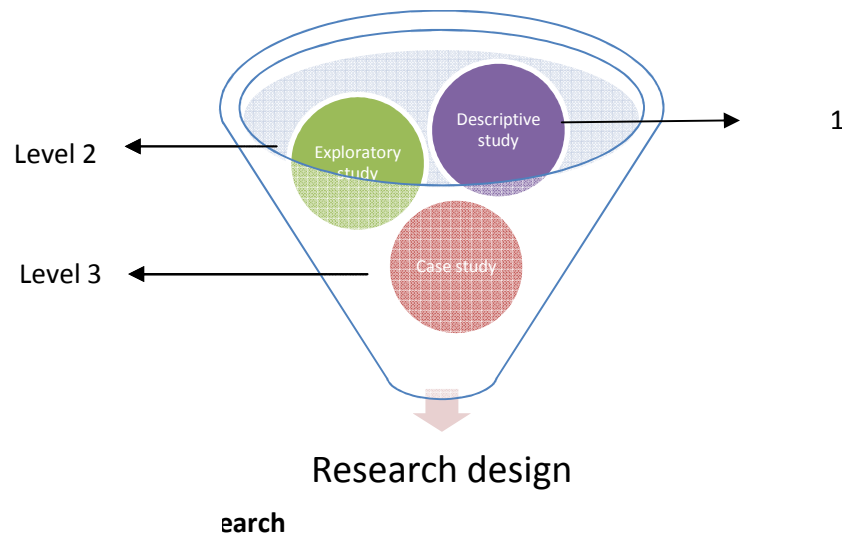 Descriptive
study
1
Exploratory
study
Level 2
Case study
Level 3
Research design
earch